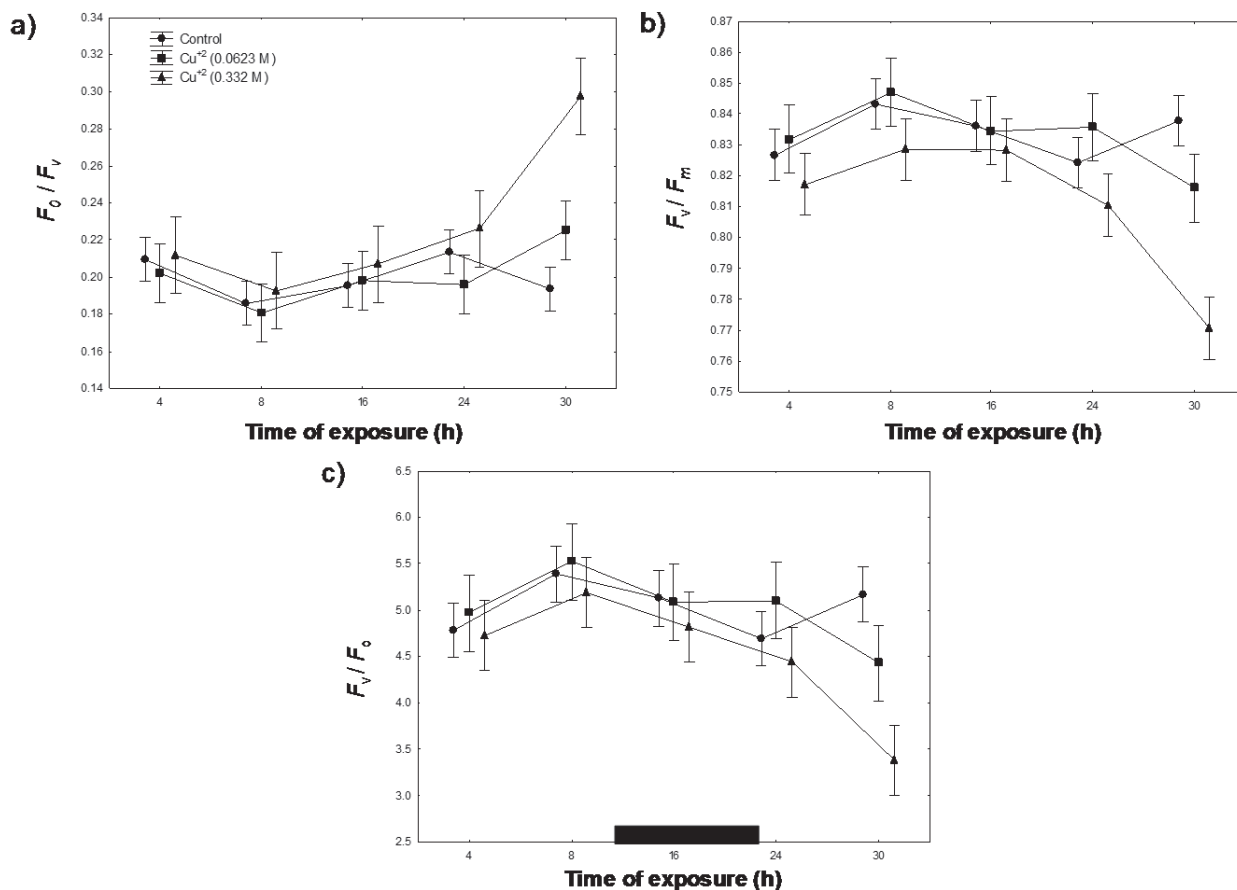 a)
0.34
0.32
0.30
0.28
0.26
0.24
0.22
0.20
0.18
0.16
0.14
F0 / Fv
Control
Cu+2 (0.0623 M)
Cu+2 (0.332 M)
4 8 16 24 30
Time of exposure (h)
b)
0.87
0.86
0.85
0.84
0.83
0.82
0.81
0.80
0.79
0.78
0.77
0.76
0.75
Fv / Fm
4 8 16 24 30
Time of exposure (h)
c)
6.5
6.0
5.5
5.0
4.5
4.0
3.5
3.0
2.5
Fv / Fo
4 8 16 24 30
Time of exposure (h)